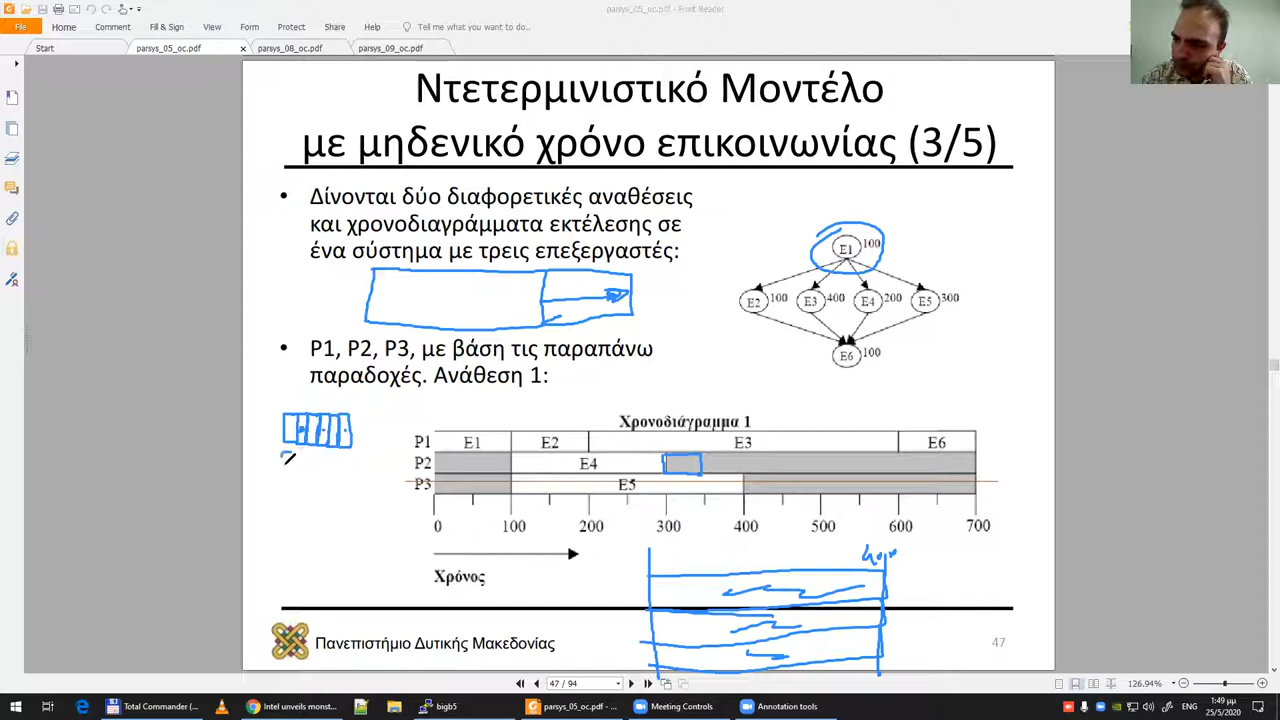 parsys_05_oc.pdf - Foxit Reader
File Home Comment Fill & Sign View Form Protect Share Help Tell me what you want to do..
Start parsys_05_oc.pdf parsys_08_oc.pdf parsys_09_oc.pdf
Ντετερμινιστικό Μοντέλο
με μηδενικό χρόνο επικοινωνίας (3/5)
• Δίνονται δύο διαφορετικές αναθέσεις
και χρονοδιαγράμματα εκτέλεσης σε
ένα σύστημα με τρεις επεξεργαστές:
E1 100
E2 100 E3 400 E4 200 E5 300
E6 100
• P1, P2, P3, με βάση τις παραπάνω
παραδοχές. Ανάθεση 1:
Χρονοδιάγραμμα 1
P1 E1 E2 E3 E6
P2 E4
P3 E5
0 100 200 300 400 500 600 700
Χρόνος
Πανεπιστήμιο Δυτικής Μακεδονίας 47
47 / 94 126.94%
Total Commander (... Intel unveils monst... bigb5 parsys_05_oc.pdf - ... Meeting Controls Annotation tools ENG 1:49 μμ
25/5/2020